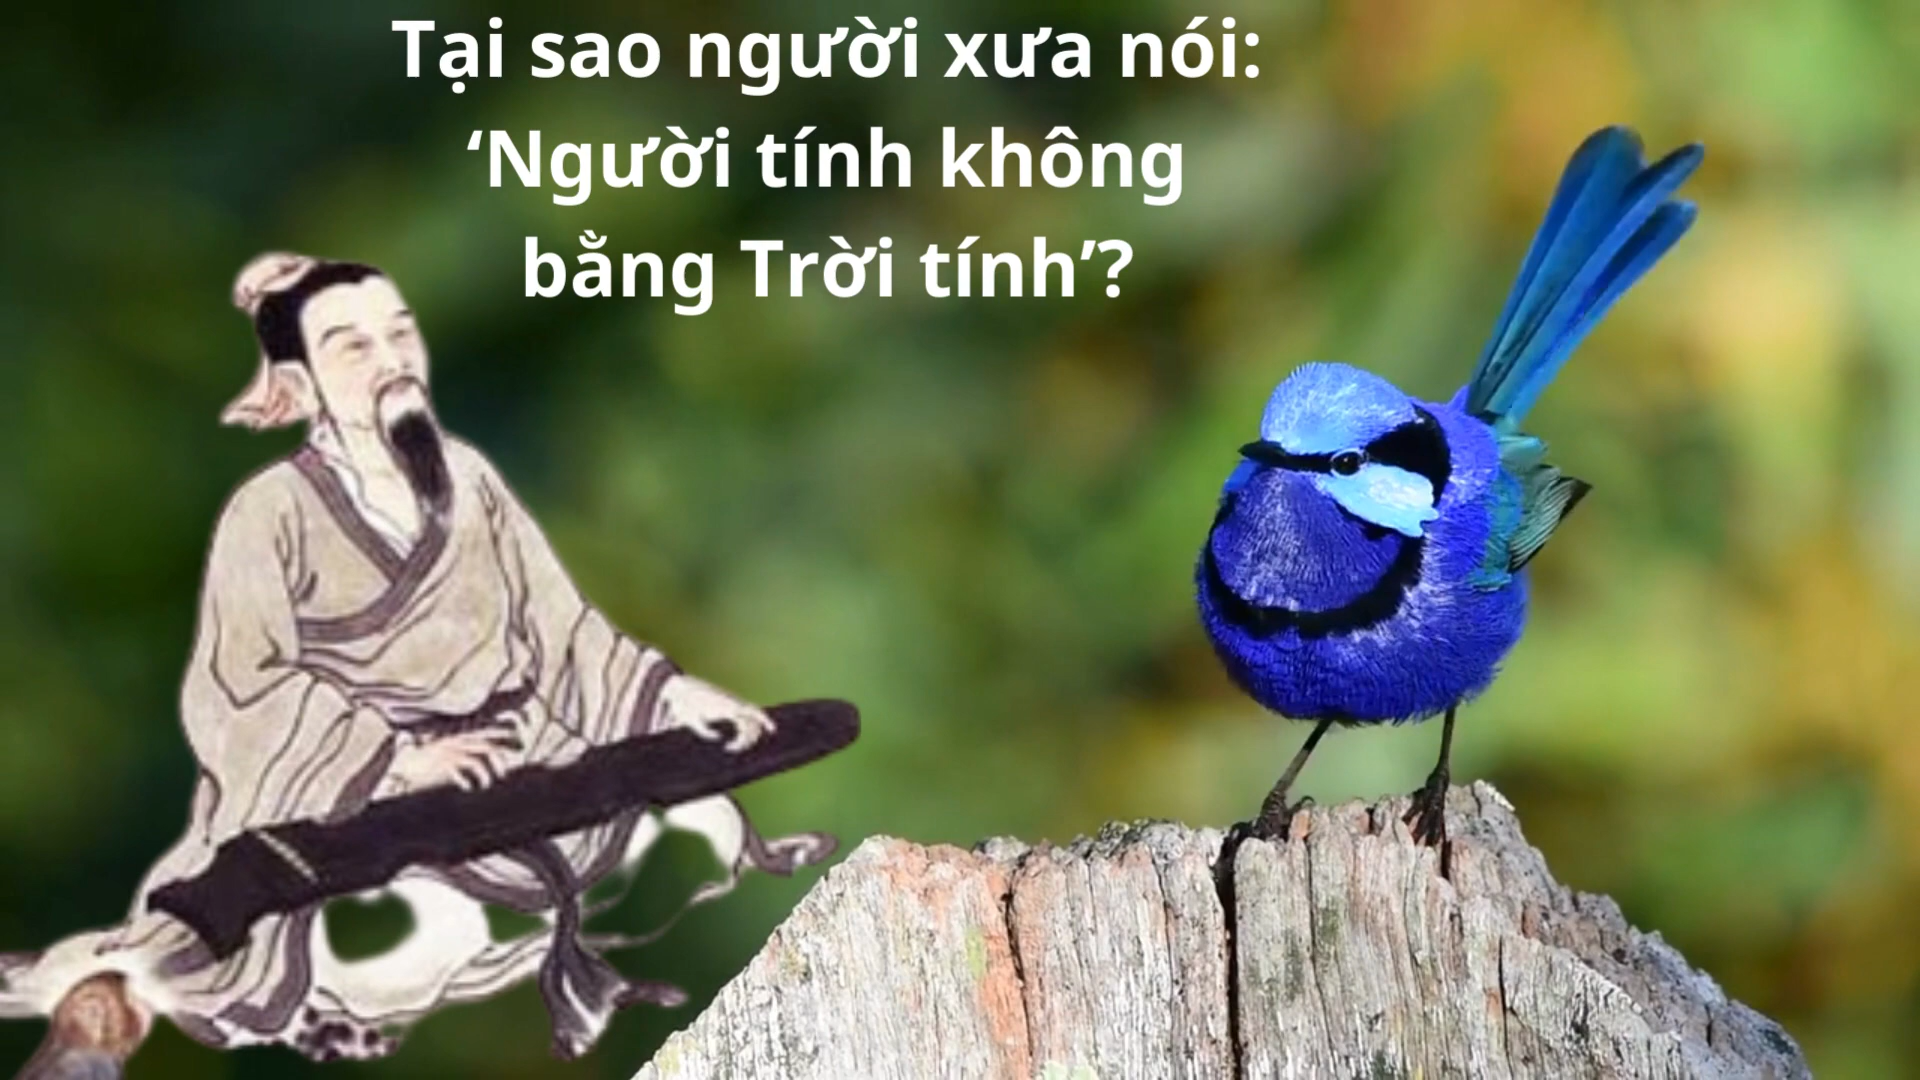 Tại sao người xưa nói:
‘Người tính không
bằng Trời tính’?